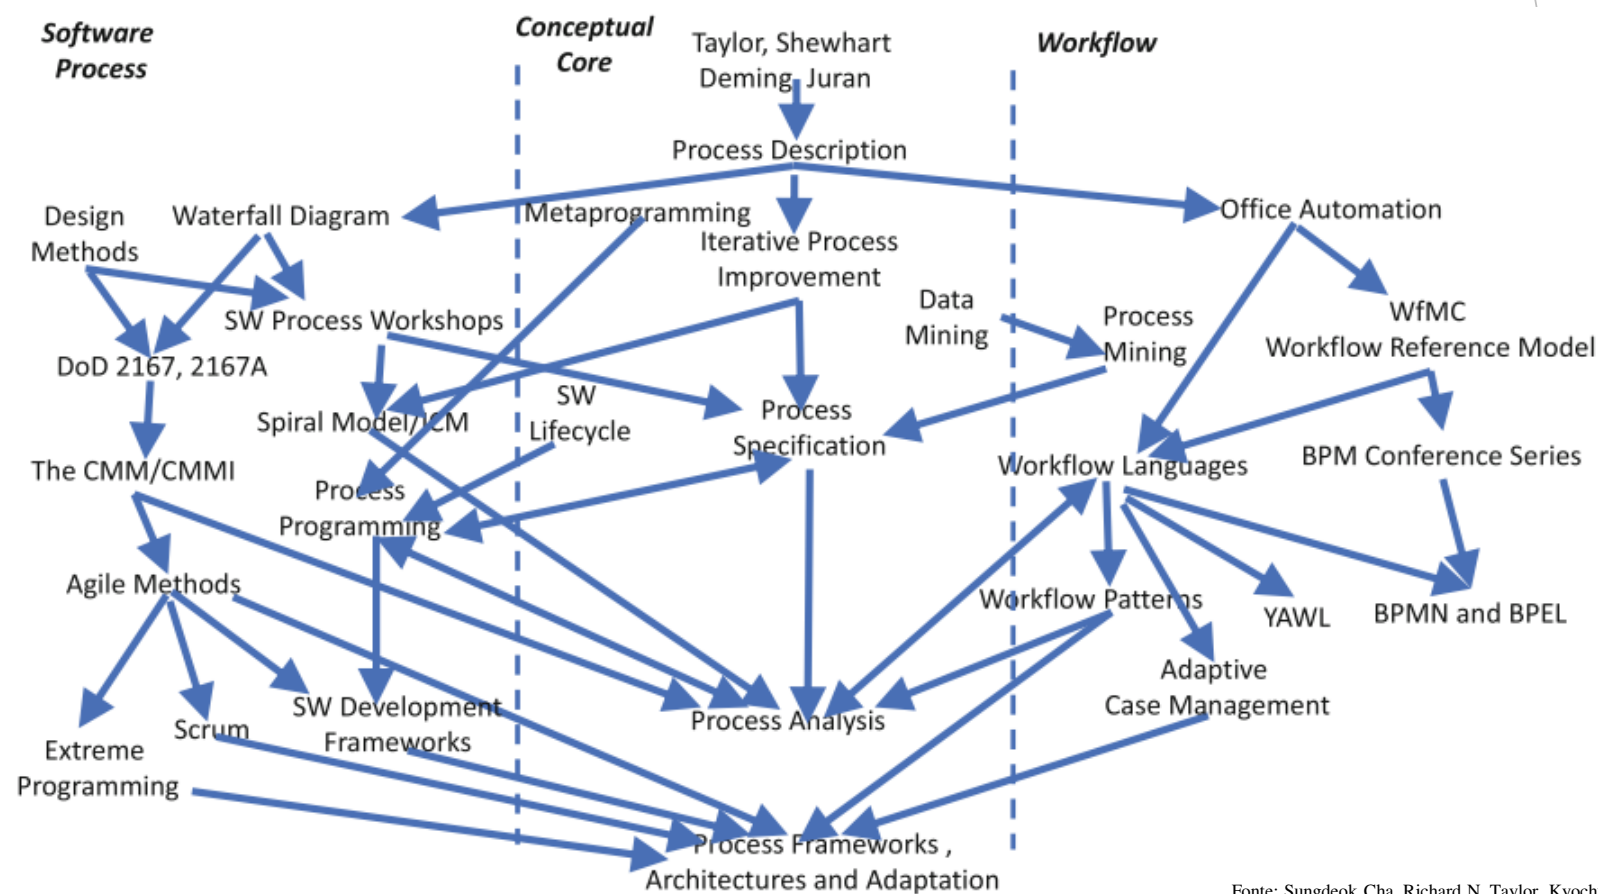 Software
Process
Conceptual
Core
Taylor, Shewhart
Deming, Juran
Workflow
Process Description
Design
Methods
Waterfall Diagram
Metaprogramming
Office Automation
Iterative Process
Improvement
Data
Mining
Process
Mining
WfMC
Workflow Reference Model
SW Process Workshops
DoD 2167, 2167A
SW
Lifecycle
Process
Specification
Spiral Model/ICM
The CMM/CMMI
Workflow Languages
BPM Conference Series
Process
Programming
Agile Methods
Workflow Patterns
YAWL
BPMN and BPEL
Adaptive
Case Management
SW Development
Frameworks
Scrum
Extreme
Programming
Process Analysis
Process Frameworks ,
Architectures and Adaptation
Fonte: Sungdeok Cha, Richard N. Taylor, Kyoch